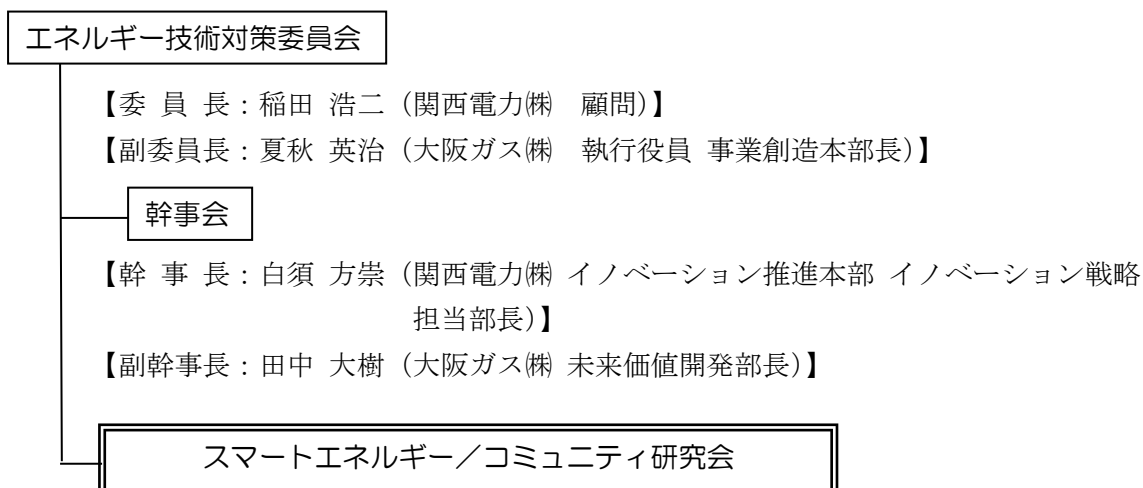 エネルギー技術対策委員会
【委 員 長：稲田 浩二（関西電力㈱ 顧問）】
【副委員長：夏秋 英治（大阪ガス㈱ 執行役員 事業創造本部長）】
幹事会
【幹 事 長：白須 方崇（関西電力㈱ イノベーション推進本部 イノベーション戦略
担当部長）】
【副幹事長：田中 大樹（大阪ガス㈱ 未来価値開発部長）】
スマートエネルギー／コミュニティ研究会